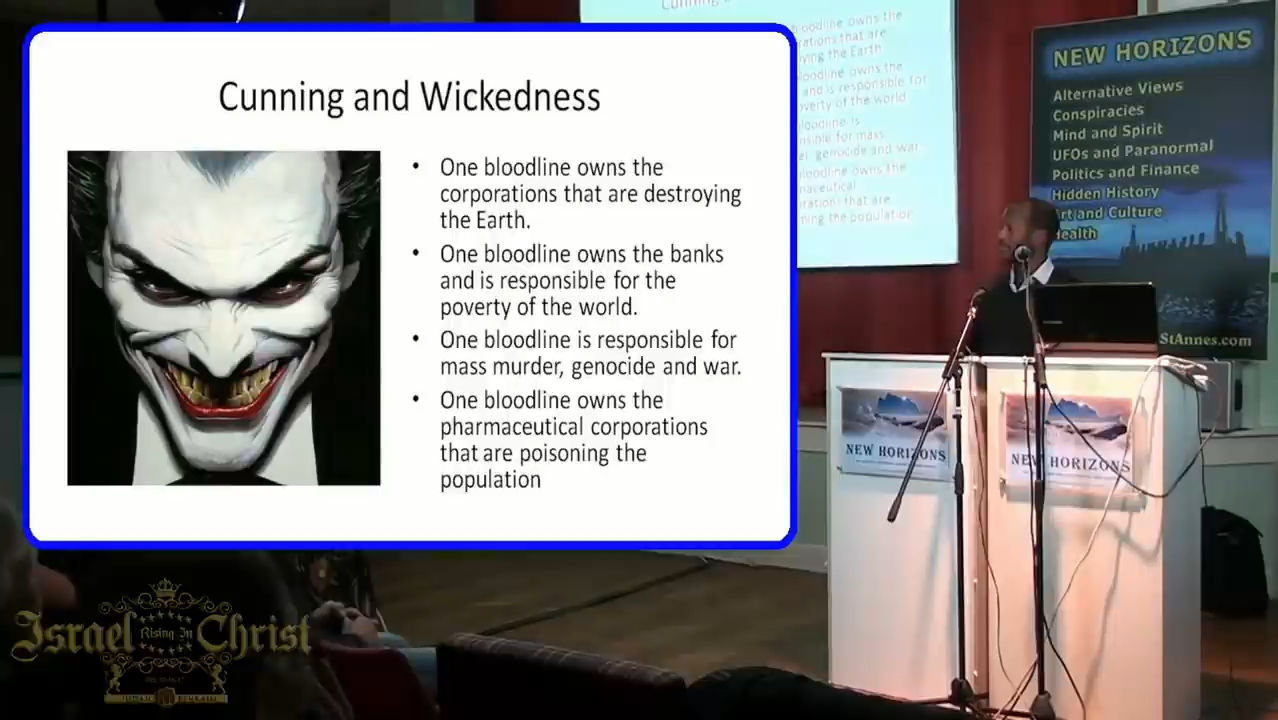 Cunning and Wickedness
One bloodline owns the
corporations that are destroying
the Earth.
One bloodline owns the banks
and is responsible for the
poverty of the world.
One bloodline is responsible for
mass murder, genocide and war.
One bloodline owns the
pharmaceutical corporations
that are poisoning the
population
NEW HORIZONS
Alternative Views
Conspiracies
Mind and Spirit
UFOs and Paranormal
Politics and Finance
Hidden History
Art and Culture
Health
StAnnes.com
NEW HORIZONS
NEW HORIZONS
Israel Rising In Christ